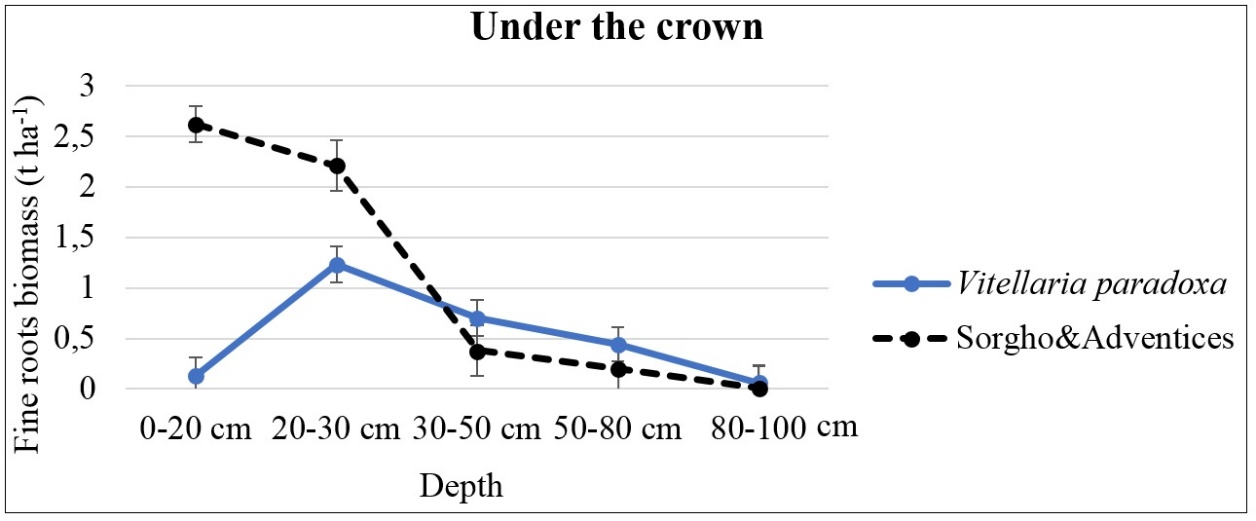 Under the crown
Fine roots biomass (t ha⁻¹)
3
2,5
2
1,5
1
0,5
0
0-20 cm 20-30 cm 30-50 cm 50-80 cm 80-100 cm
Depth
Vitellaria paradoxa
Sorgho&Adventices